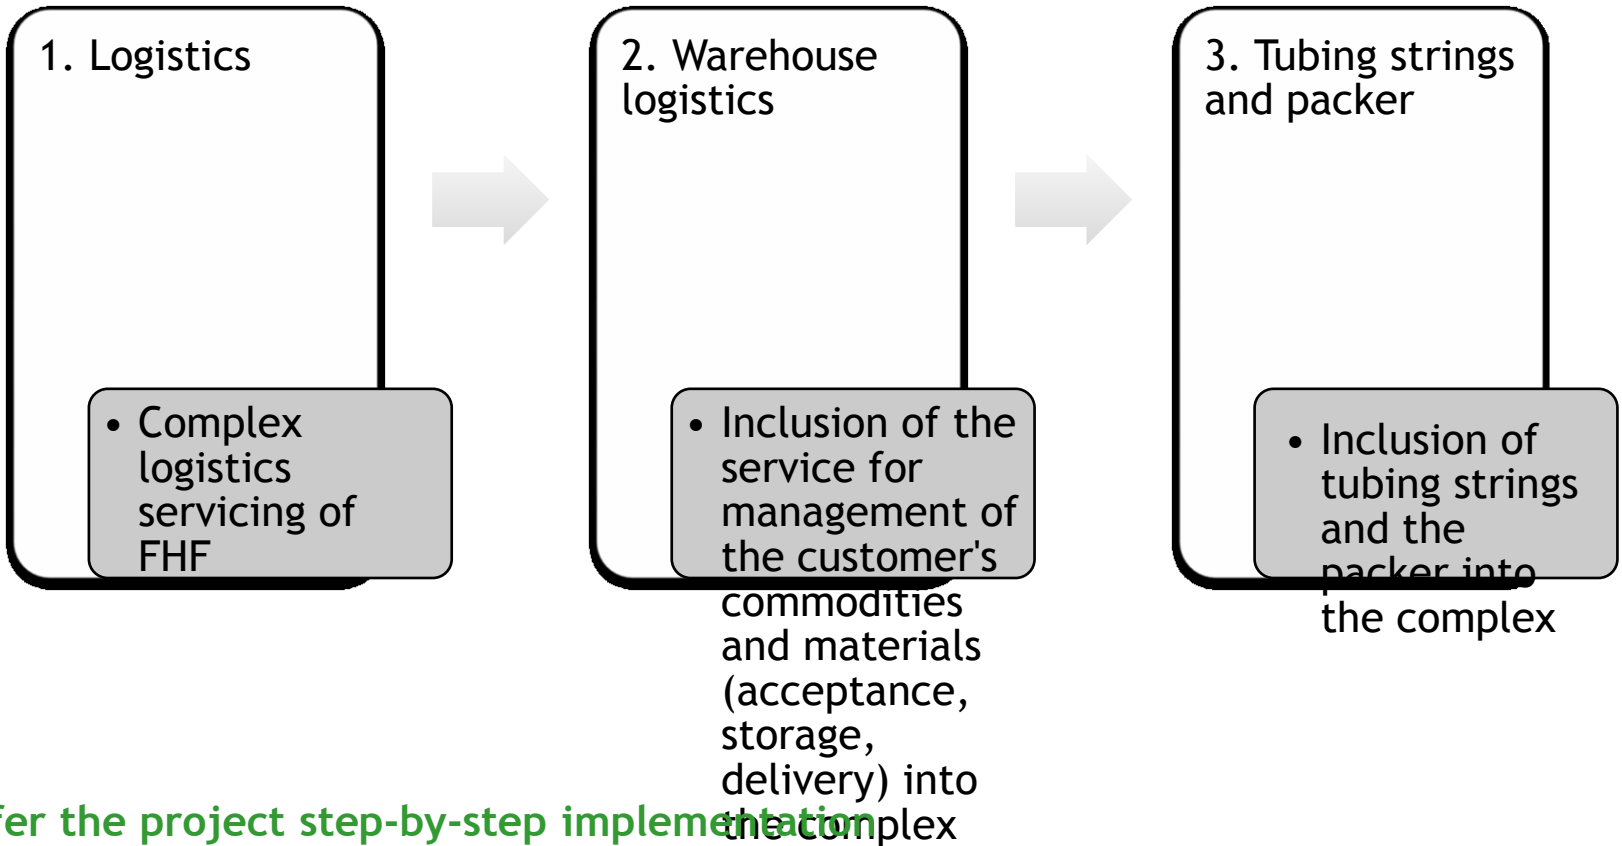 1. Logistics
• Complex
logistics
servicing of
FHF
2. Warehouse
logistics
• Inclusion of the
service for
management of
the customer's
commodities
and materials
(acceptance,
storage,
delivery) into
the complex
3. Tubing strings
and packer
• Inclusion of
tubing strings
and the
packer into
the complex
the project step-by-step implementation